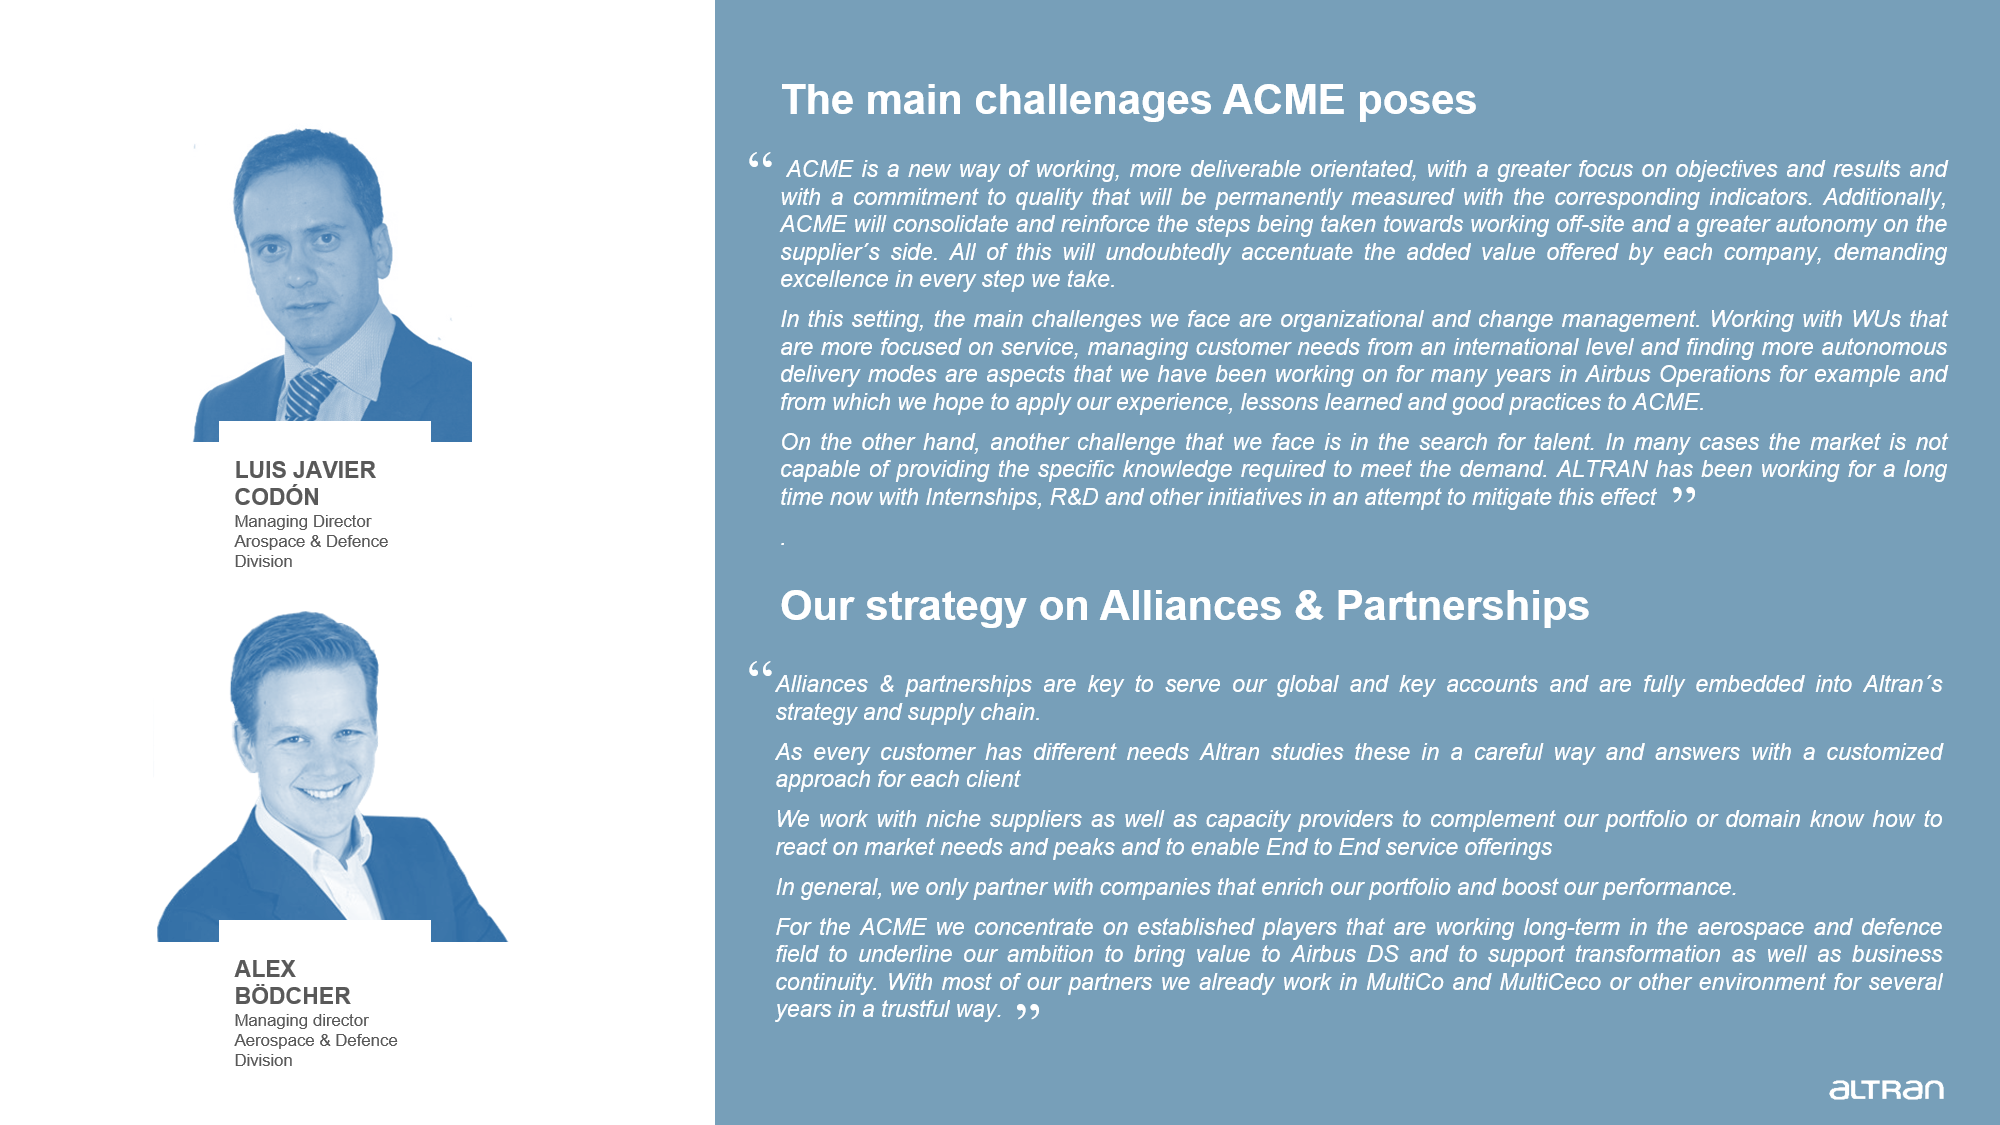 LUIS JAVIER
CODÓN
Managing Director
Arospace & Defence
Division
ALEX
BÖDCHER
Managing director
Aerospace & Defence
Division
The main challenages ACME poses
“ ACME is a new way of working, more deliverable orientated, with a greater focus on objectives and results and
with a commitment to quality that will be permanently measured with the corresponding indicators. Additionally,
ACME will consolidate and reinforce the steps being taken towards working off-site and a greater autonomy on the
supplier´s side. All of this will undoubtedly accentuate the added value offered by each company, demanding
excellence in every step we take.
In this setting, the main challenges we face are organizational and change management. Working with WUs that
are more focused on service, managing customer needs from an international level and finding more autonomous
delivery modes are aspects that we have been working on for many years in Airbus Operations for example and
from which we hope to apply our experience, lessons learned and good practices to ACME.
On the other hand, another challenge that we face is in the search for talent. In many cases the market is not
capable of providing the specific knowledge required to meet the demand. ALTRAN has been working for a long
time now with Internships, R&D and other initiatives in an attempt to mitigate this effect ”
.
Our strategy on Alliances & Partnerships
“ Alliances & partnerships are key to serve our global and key accounts and are fully embedded into Altran´s
strategy and supply chain.
As every customer has different needs Altran studies these in a careful way and answers with a customized
approach for each client
We work with niche suppliers as well as capacity providers to complement our portfolio or domain know how to
react on market needs and peaks and to enable End to End service offerings
In general, we only partner with companies that enrich our portfolio and boost our performance.
For the ACME we concentrate on established players that are working long-term in the aerospace and defence
field to underline our ambition to bring value to Airbus DS and to support transformation as well as business
continuity. With most of our partners we already work in MultiCo and MultiCeco or other environment for several
years in a trustful way. ”
ALTRAN